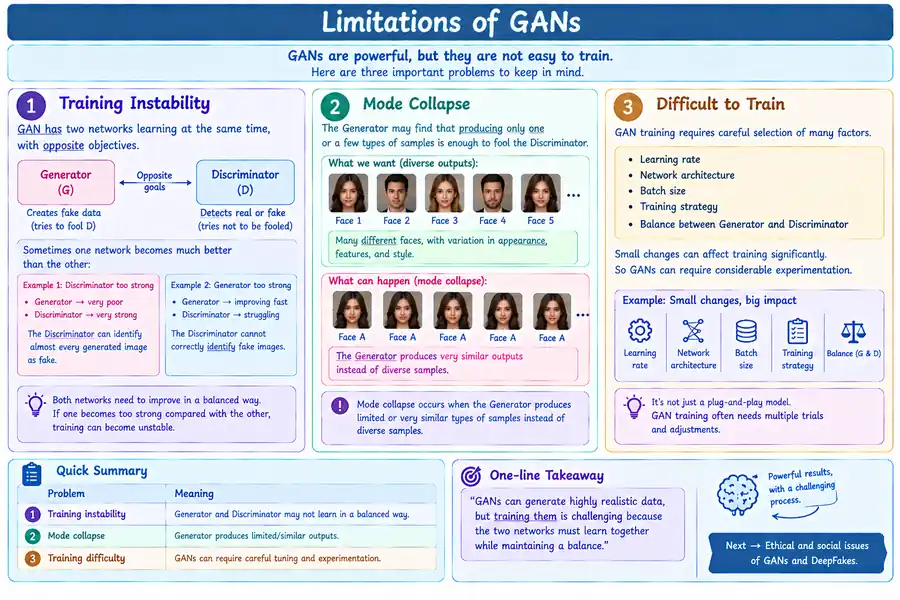 Limitations of GANs
GANs are powerful, but they are not easy to train.
Here are three important problems to keep in mind.
1 Training Instability
GAN has two networks learning at the same time,
with opposite objectives.
Generator
(G)
Opposite
goals
Discriminator
(D)
Creates fake data
(tries to fool D)
Detects real or fake
(tries not to be fooled)
Sometimes one network becomes much better
than the other:
Example 1: Discriminator too strong
• Generator → very poor
• Discriminator → very strong
The Discriminator can identify
almost every generated image
as fake.
Example 2: Generator too strong
• Generator → improving fast
• Discriminator → struggling
The Discriminator cannot
correctly identify fake images.
Both networks need to improve in a balanced way.
If one becomes too strong compared with the other,
training can become unstable.
2 Mode Collapse
The Generator may find that producing only one
or a few types of samples is enough to fool the Discriminator.
What we want (diverse outputs):
...
Face 1 Face 2 Face 3 Face 4 Face 5
Many different faces, with variation in appearance,
features, and style.
What can happen (mode collapse):
...
Face A Face A Face A Face A Face A
The Generator produces very similar outputs
instead of diverse samples.
! Mode collapse occurs when the Generator produces
limited or very similar types of samples instead of
diverse samples.
3 Difficult to Train
GAN training requires careful selection of many factors.
• Learning rate
• Network architecture
• Batch size
• Training strategy
• Balance between Generator and Discriminator
Small changes can affect training significantly.
So GANs can require considerable experimentation.
Example: Small changes, big impact
Learning
rate
Network
architecture
Batch
size
Training
strategy
Balance (G & D)
It's not just a plug-and-play model.
GAN training often needs multiple trials
and adjustments.
Quick Summary
Problem Meaning
1 Training instability Generator and Discriminator may not learn in a balanced way.
2 Mode collapse Generator produces limited/similar outputs.
3 Training difficulty GANs can require careful tuning and experimentation.
One-line Takeaway
“GANs can generate highly realistic data,
but training them is challenging because
the two networks must learn together
while maintaining a balance.”
Powerful results,
with a challenging
process.
Next → Ethical and social issues
of GANs and DeepFakes.